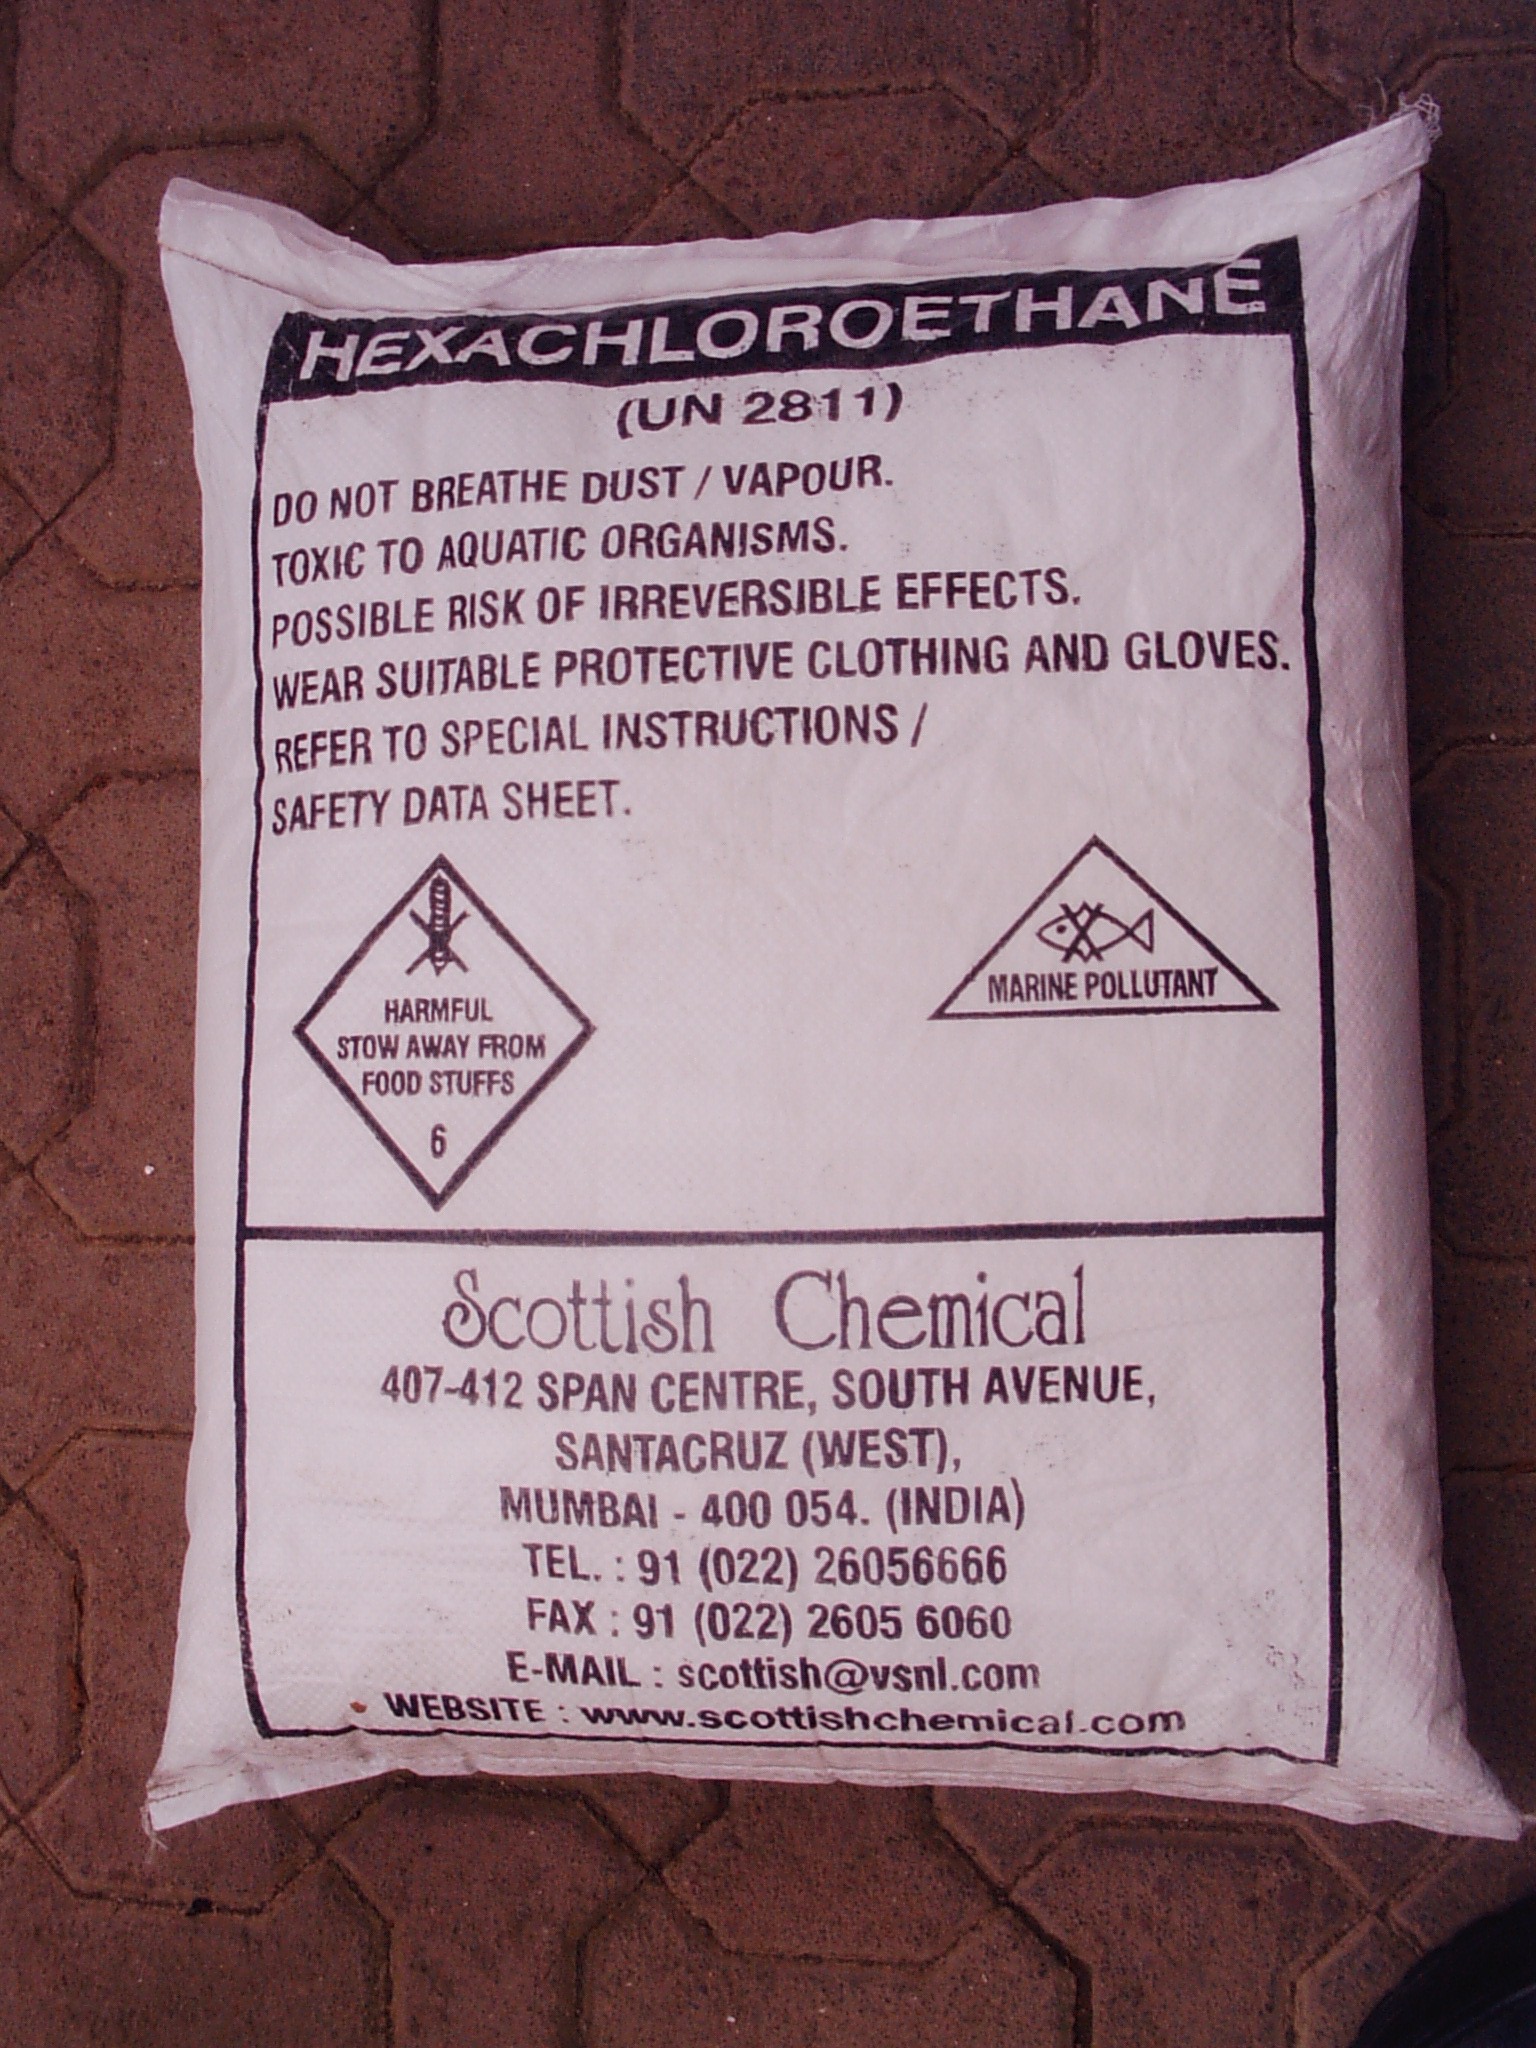 HEXACHLOROETHANE
(UN 2811)
DO NOT BREATHE DUST / VAPOUR.
TOXIC TO AQUATIC ORGANISMS.
POSSIBLE RISK OF IRREVERSIBLE EFFECTS.
WEAR SUITABLE PROTECTIVE CLOTHING AND GLOVES.
REFER TO SPECIAL INSTRUCTIONS /
SAFETY DATA SHEET.
HARMFUL
STOW AWAY FROM
FOOD STUFFS
6
MARINE POLLUTANT
Scottish Chemical
407-412 SPAN CENTRE, SOUTH AVENUE,
SANTACRUZ (WEST),
MUMBAI - 400 054. (INDIA)
TEL. : 91 (022) 26056666
FAX : 91 (022) 2605 6060
E-MAIL : scottish@vsnl.com
WEBSITE : www.scottishchemical.com